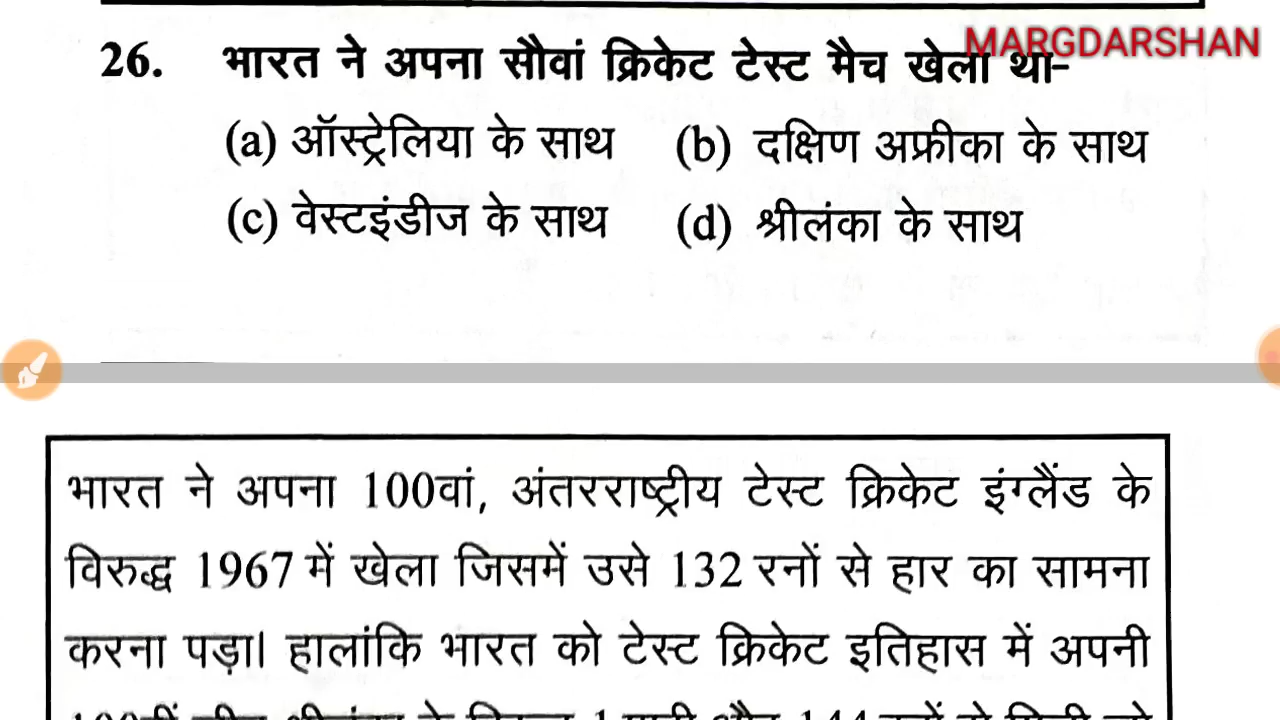 MARGDARSHAN
26. भारत ने अपना सौवां क्रिकेट टेस्ट मैच खेला था-
(a) ऑस्ट्रेलिया के साथ (b) दक्षिण अफ्रीका के साथ
(c) वेस्टइंडीज के साथ (d) श्रीलंका के साथ
भारत ने अपना 100वां, अंतरराष्ट्रीय टेस्ट क्रिकेट इंग्लैंड के
विरुद्ध 1967 में खेला जिसमें उसे 132 रनों से हार का सामना
करना पड़ा। हालांकि भारत को टेस्ट क्रिकेट इतिहास में अपनी